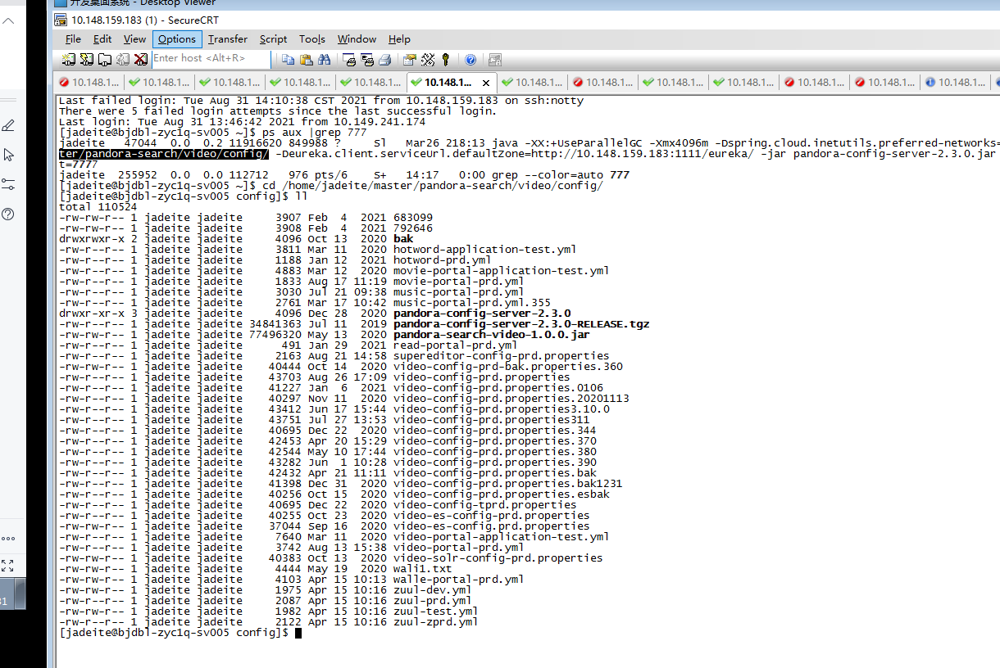 开发桌面系统 - Desktop Viewer
10.148.159.183 (1) - SecureCRT
File Edit View Options Transfer Script Tools Window Help
Enter host <Alt+R>
10.148.1... 10.148.1... 10.148.1... 10.148.1... 10.148.1... 10.148.1... 10.148.1... 10.148.1... 10.148.1... 10.148.1... 10.148.1... 10.148.1... 10.148.1...
Last failed login: Tue Aug 31 14:10:38 CST 2021 from 10.148.159.183 on ssh:notty
There were 5 failed login attempts since the last successful login.
Last login: Tue Aug 31 13:46:42 2021 from 10.149.241.174
[jadeite@bjdbl-zyc1q-sv005 ~]$ ps aux |grep 777
jadeite   47044  0.0  0.2 11916620 849988 ?     Sl   Mar26 218:13 java -XX:+UseParallelGC -Xmx4096m -Dspring.cloud.inetutils.preferred-networks=
ter/pandora-search/video/config/ -Deureka.client.serviceUrl.defaultZone=http://10.148.159.183:1111/eureka/ -jar pandora-config-server-2.3.0.jar
t=7777
jadeite  255952  0.0  0.0 112712   976 pts/6    S+   14:17   0:00 grep --color=auto 777
[jadeite@bjdbl-zyc1q-sv005 ~]$ cd /home/jadeite/master/pandora-search/video/config/
[jadeite@bjdbl-zyc1q-sv005 config]$ ll
total 110524
-rw-rw-r-- 1 jadeite jadeite     3907 Feb  4  2021 683099
-rw-rw-r-- 1 jadeite jadeite     3908 Feb  4  2021 792646
drwxrwxr-x 2 jadeite jadeite     4096 Oct 13  2020 bak
-rw-r--r-- 1 jadeite jadeite     3811 Mar 11  2020 hotword-application-test.yml
-rw-r--r-- 1 jadeite jadeite     1188 Jan 12  2021 hotword-prd.yml
-rw-r--r-- 1 jadeite jadeite     4883 Mar 12  2020 movie-portal-application-test.yml
-rw-r--r-- 1 jadeite jadeite     1833 Aug 17 11:19 movie-portal-prd.yml
-rw-r--r-- 1 jadeite jadeite     3030 Jul 21 09:38 music-portal-prd.yml
-rw-r--r-- 1 jadeite jadeite     2761 Mar 17 10:42 music-portal-prd.yml.355
drwxr-xr-x 3 jadeite jadeite     4096 Dec 28  2020 pandora-config-server-2.3.0
-rw-r--r-- 1 jadeite jadeite 34841363 Jul 11  2019 pandora-config-server-2.3.0-RELEASE.tgz
-rw-rw-r-- 1 jadeite jadeite 77496320 May 13  2020 pandora-search-video-1.0.0.jar
-rw-r--r-- 1 jadeite jadeite      491 Jan 29  2021 read-portal-prd.yml
-rw-r--r-- 1 jadeite jadeite     2163 Aug 21 14:58 supereditor-config-prd.properties
-rw-rw-r-- 1 jadeite jadeite    40444 Oct 14  2020 video-config-prd-bak.properties.360
-rw-rw-r-- 1 jadeite jadeite    43703 Aug 26 17:09 video-config-prd.properties
-rw-rw-r-- 1 jadeite jadeite    41227 Jan  6  2021 video-config-prd.properties.0106
-rw-rw-r-- 1 jadeite jadeite    40297 Nov 11  2020 video-config-prd.properties.20201113
-rw-rw-r-- 1 jadeite jadeite    43412 Jun 17 15:44 video-config-prd.properties3.10.0
-rw-rw-r-- 1 jadeite jadeite    43751 Jul 27 13:53 video-config-prd.properties311
-rw-rw-r-- 1 jadeite jadeite    40695 Dec 22  2020 video-config-prd.properties.344
-rw-rw-r-- 1 jadeite jadeite    42453 Apr 20 15:29 video-config-prd.properties.370
-rw-rw-r-- 1 jadeite jadeite    42544 May 10 17:44 video-config-prd.properties.380
-rw-rw-r-- 1 jadeite jadeite    43282 Jun  1 10:28 video-config-prd.properties.390
-rw-rw-r-- 1 jadeite jadeite    42432 Apr 21 11:11 video-config-prd.properties.bak
-rw-rw-r-- 1 jadeite jadeite    41398 Dec 31  2020 video-config-prd.properties.bak1231
-rw-rw-r-- 1 jadeite jadeite    40256 Oct 15  2020 video-config-prd.properties.esbak
-rw-rw-r-- 1 jadeite jadeite    40695 Dec 22  2020 video-config-tprd.properties
-rw-rw-r-- 1 jadeite jadeite    40255 Oct 23  2020 video-es-config-prd.properties
-rw-rw-r-- 1 jadeite jadeite    37044 Sep 16  2020 video-es-config.prd.properties
-rw-r--r-- 1 jadeite jadeite     7640 Mar 11  2020 video-portal-application-test.yml
-rw-r--r-- 1 jadeite jadeite     3742 Aug 13 15:38 video-portal-prd.yml
-rw-rw-r-- 1 jadeite jadeite    40383 Oct 13  2020 video-solr-config-prd.properties
-rw-rw-r-- 1 jadeite jadeite     4444 May 19  2020 wali1.txt
-rw-rw-r-- 1 jadeite jadeite     4103 Apr 15 10:13 walle-portal-prd.yml
-rw-rw-r-- 1 jadeite jadeite     1975 Apr 15 10:16 zuul-dev.yml
-rw-rw-r-- 1 jadeite jadeite     2087 Apr 15 10:16 zuul-prd.yml
-rw-rw-r-- 1 jadeite jadeite     1982 Apr 15 10:16 zuul-test.yml
-rw-rw-r-- 1 jadeite jadeite     2122 Apr 15 10:16 zuul-zprd.yml
[jadeite@bjdbl-zyc1q-sv005 config]$